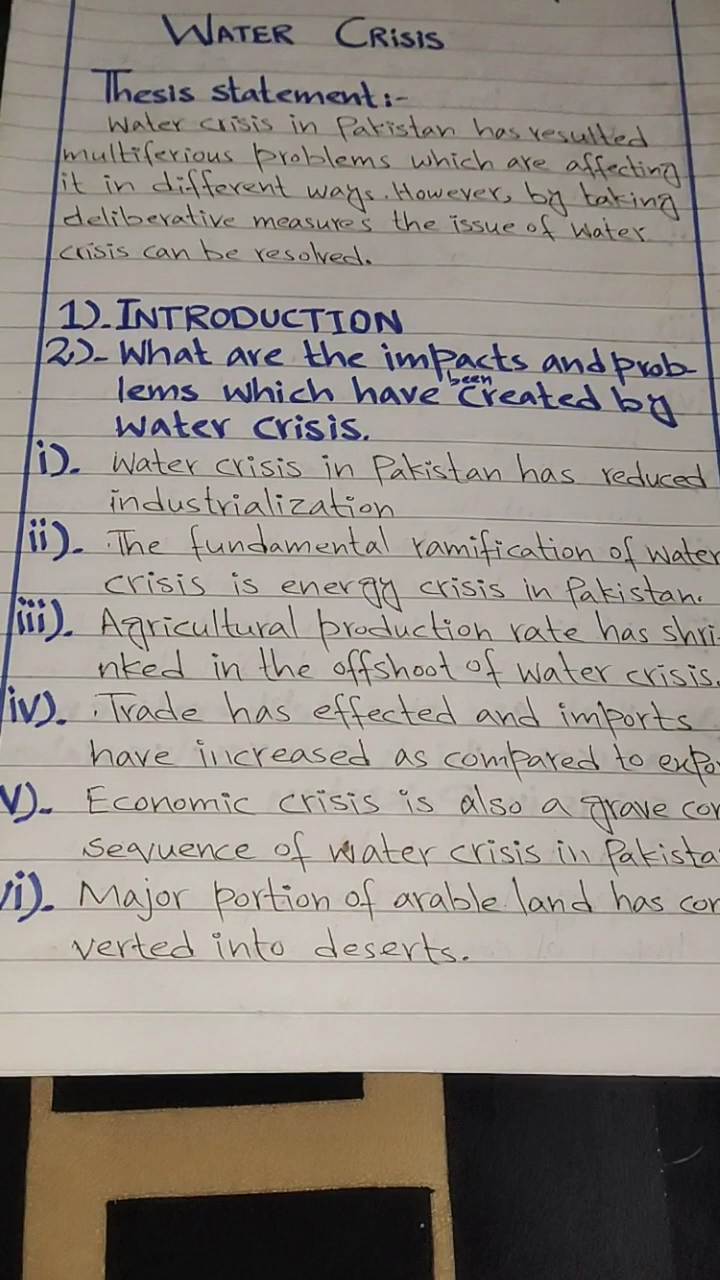 WATER CRISIS
Thesis statement:-
Water crisis in Pakistan has resulted
multiferious problems which are affecting
it in different ways. However, by taking
deliberative measures the issue of water
crisis can be resolved.
1). INTRODUCTION
2)- What are the impacts and prob-
lems which have been created by
water crisis.
i). Water crisis in Pakistan has reduced
industrialization
ii). The fundamental ramification of water
crisis is energy crisis in Pakistan.
iii). Agricultural production rate has shri-
nked in the offshoot of water crisis.
iv). Trade has effected and imports
have increased as compared to expo
v)- Economic crisis is also a grave con
sequence of water crisis in Pakista
vi). Major portion of arable land has con
verted into deserts.